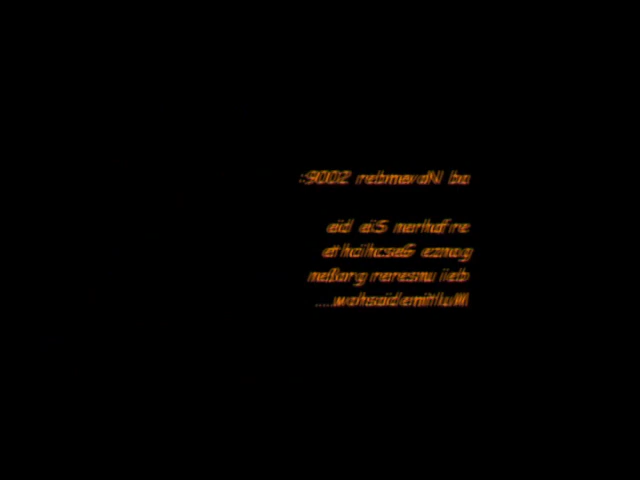 ab November 2009:
erfahren Sie die
ganze Geschichte
bei unserer großen
Multimediashow.....